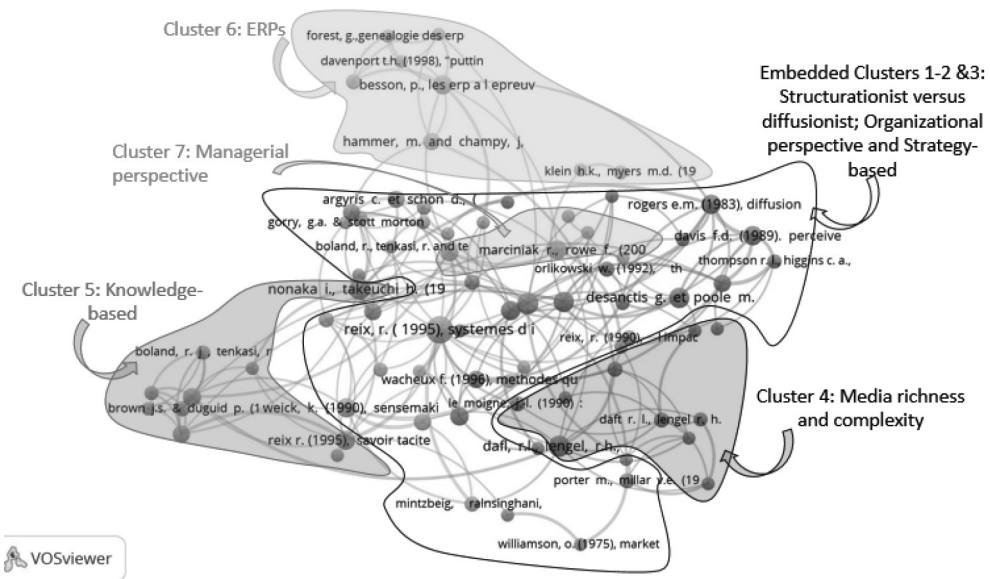 Cluster 6: ERPs
forest, g.,genealogie des erp
davenport t.h. (1998), "puttin
besson, p., les erp a l epreuv
hammer, m. and champy, j,
klein h.k., myers m.d. (19
Embedded Clusters 1-2 &3:
Structurationist versus
diffusionist; Organizational
perspective and Strategy-
based
Cluster 7: Managerial
perspective
argyris c. et schon d., (
rogers e.m. (1983), diffusion
gorry, g.a. & scott morton
davis f.d. (1989). perceive
boland, r., tenkasi, r. and te
marciniak r., rowe f. (200
thompson r.l., higgins c. a.,
orlikowski w. (1992), th
Cluster 5: Knowledge-
based
nonaka i., takeuchi h. (19
desanctis g. et poole m.
reix, r. ( 1995), systemes d i
reix, r. (1990), l impac
boland, r. j., tenkasi, r
wacheux f. (1996), methodes qu
Cluster 4: Media richness
and complexity
brown j.s. & duguid p. (1
weick, k, (1990), sensemaki
le moigne j.l. (1990) :
daft r. l., lengel r. h.
reix r. (1995), savoir tacite
dafl, r.l., lengel, r.h.,
porter m., millar v.e. (19
mintzbeig, ralnsinghani,
williamson, o. (1975), market
VOSviewer